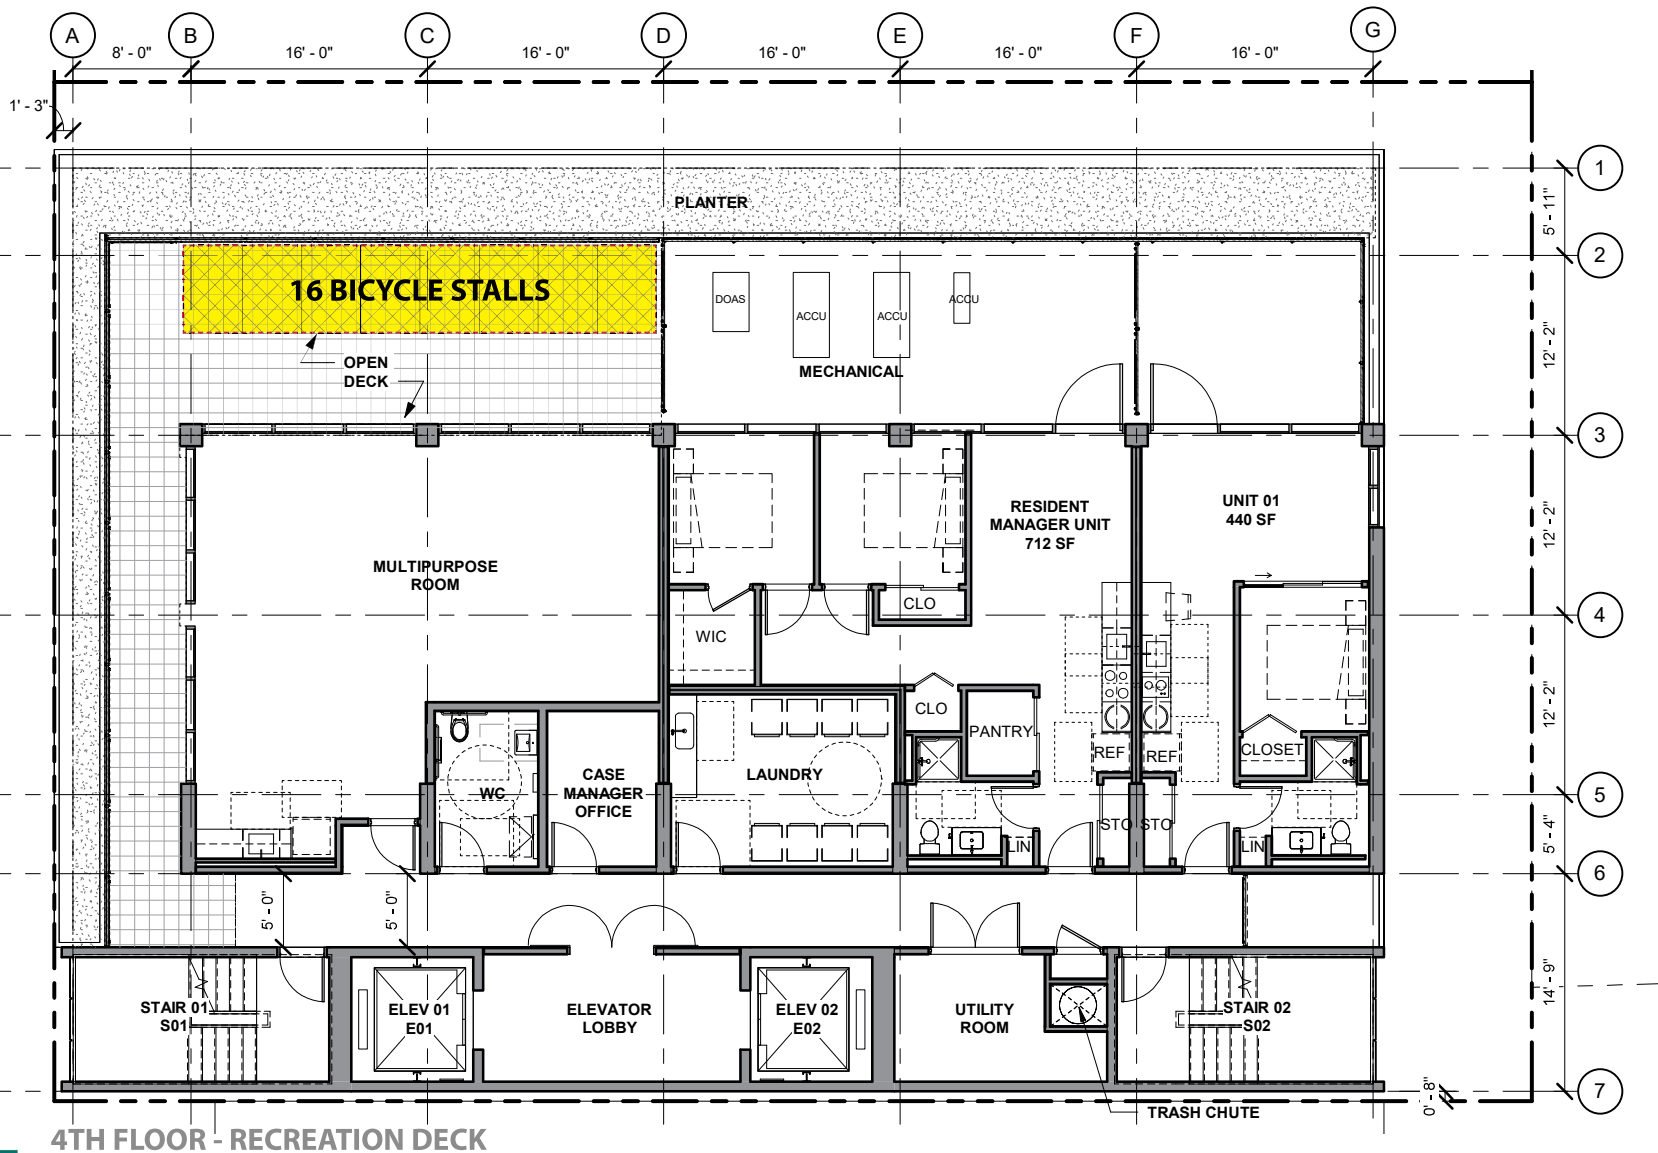 A B C D E F G
8' - 0" 16' - 0" 16' - 0" 16' - 0" 16' - 0" 16' - 0"
1' - 3"
1
PLANTER
5' - 11"
2
16 BICYCLE STALLS
DOAS
ACCU
ACCU
ACCU
OPEN
DECK
MECHANICAL
12' - 2"
3
MULTIPURPOSE
ROOM
RESIDENT
MANAGER UNIT
712 SF
UNIT 01
440 SF
12' - 2"
CLO
WIC
4
CLO
PANTRY
REF
REF
CLOSET
12' - 2"
WC
CASE
MANAGER
OFFICE
LAUNDRY
5
STO
STO
LIN
LIN
5' - 4"
6
5' - 0"
5' - 0"
STAIR 01
S01
ELEV 01
E01
ELEVATOR
LOBBY
ELEV 02
E02
UTILITY
ROOM
STAIR 02
S02
14' - 9"
7
0' - 8"
TRASH CHUTE
4TH FLOOR - RECREATION DECK